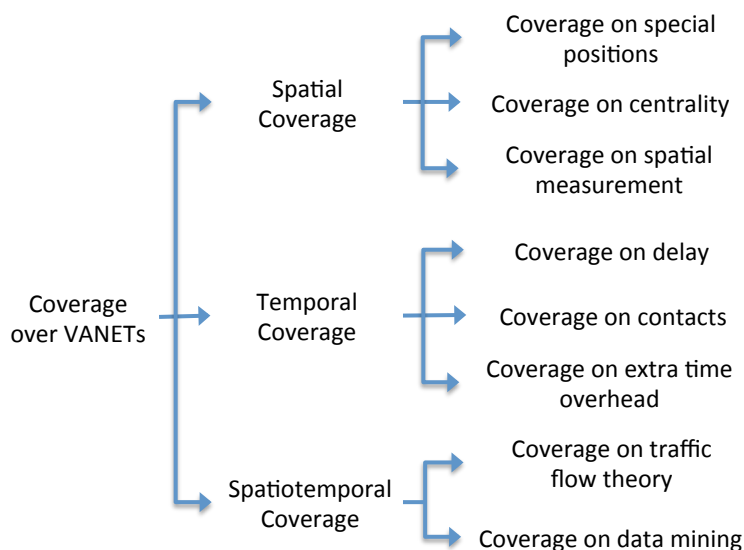 Coverage
over VANETs
Spatial
Coverage
Coverage on special
positions
Coverage on centrality
Coverage on spatial
measurement
Temporal
Coverage
Coverage on delay
Coverage on contacts
Coverage on extra time
overhead
Spatiotemporal
Coverage
Coverage on traffic
flow theory
Coverage on data mining